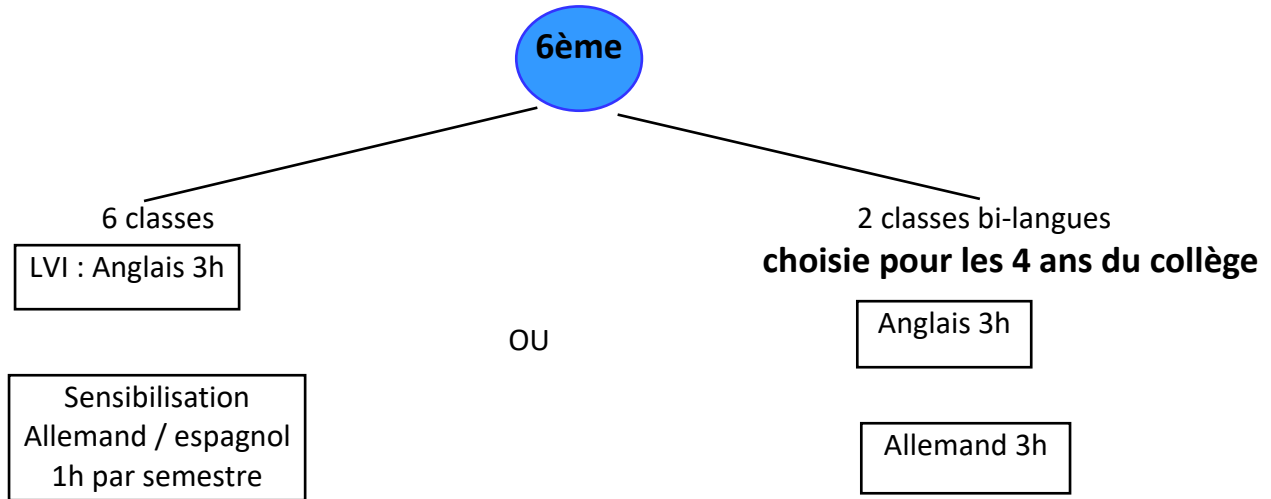 6ème
6 classes
LVI : Anglais 3h
Sensibilisation
Allemand / espagnol
1h par semestre
OU
2 classes bi-langues
choisie pour les 4 ans du collège
Anglais 3h
Allemand 3h